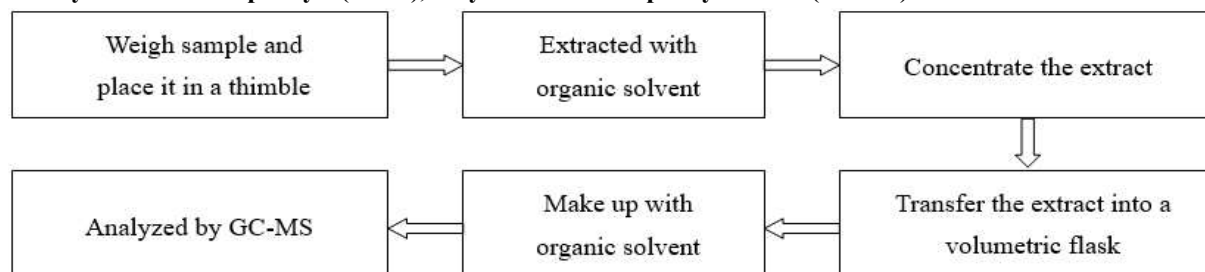 Weigh sample and
place it in a thimble
Extracted with
organic solvent
Concentrate the extract
Transfer the extract into a
volumetric flask
Make up with
organic solvent
Analyzed by GC-MS